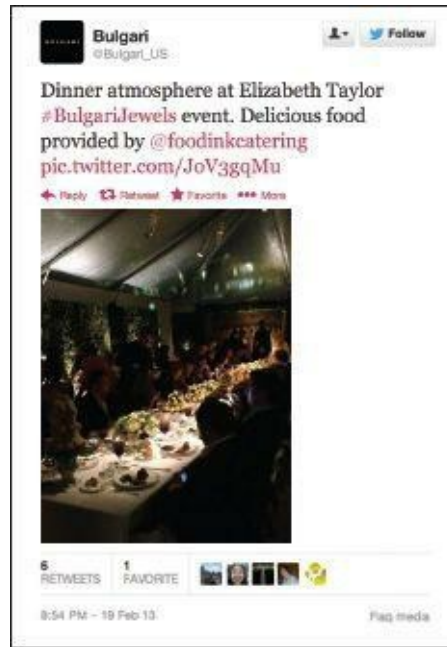 BVLGARI
Bulgari
@Bulgari_US
Follow
Dinner atmosphere at Elizabeth Taylor
#BulgariJewels event. Delicious food
provided by @foodinkcatering
pic.twitter.com/JoV3gqMu
Reply Retweet Favorite More
6 1
RETWEETS FAVORITE
8:54 PM - 19 Feb 13 Flag media